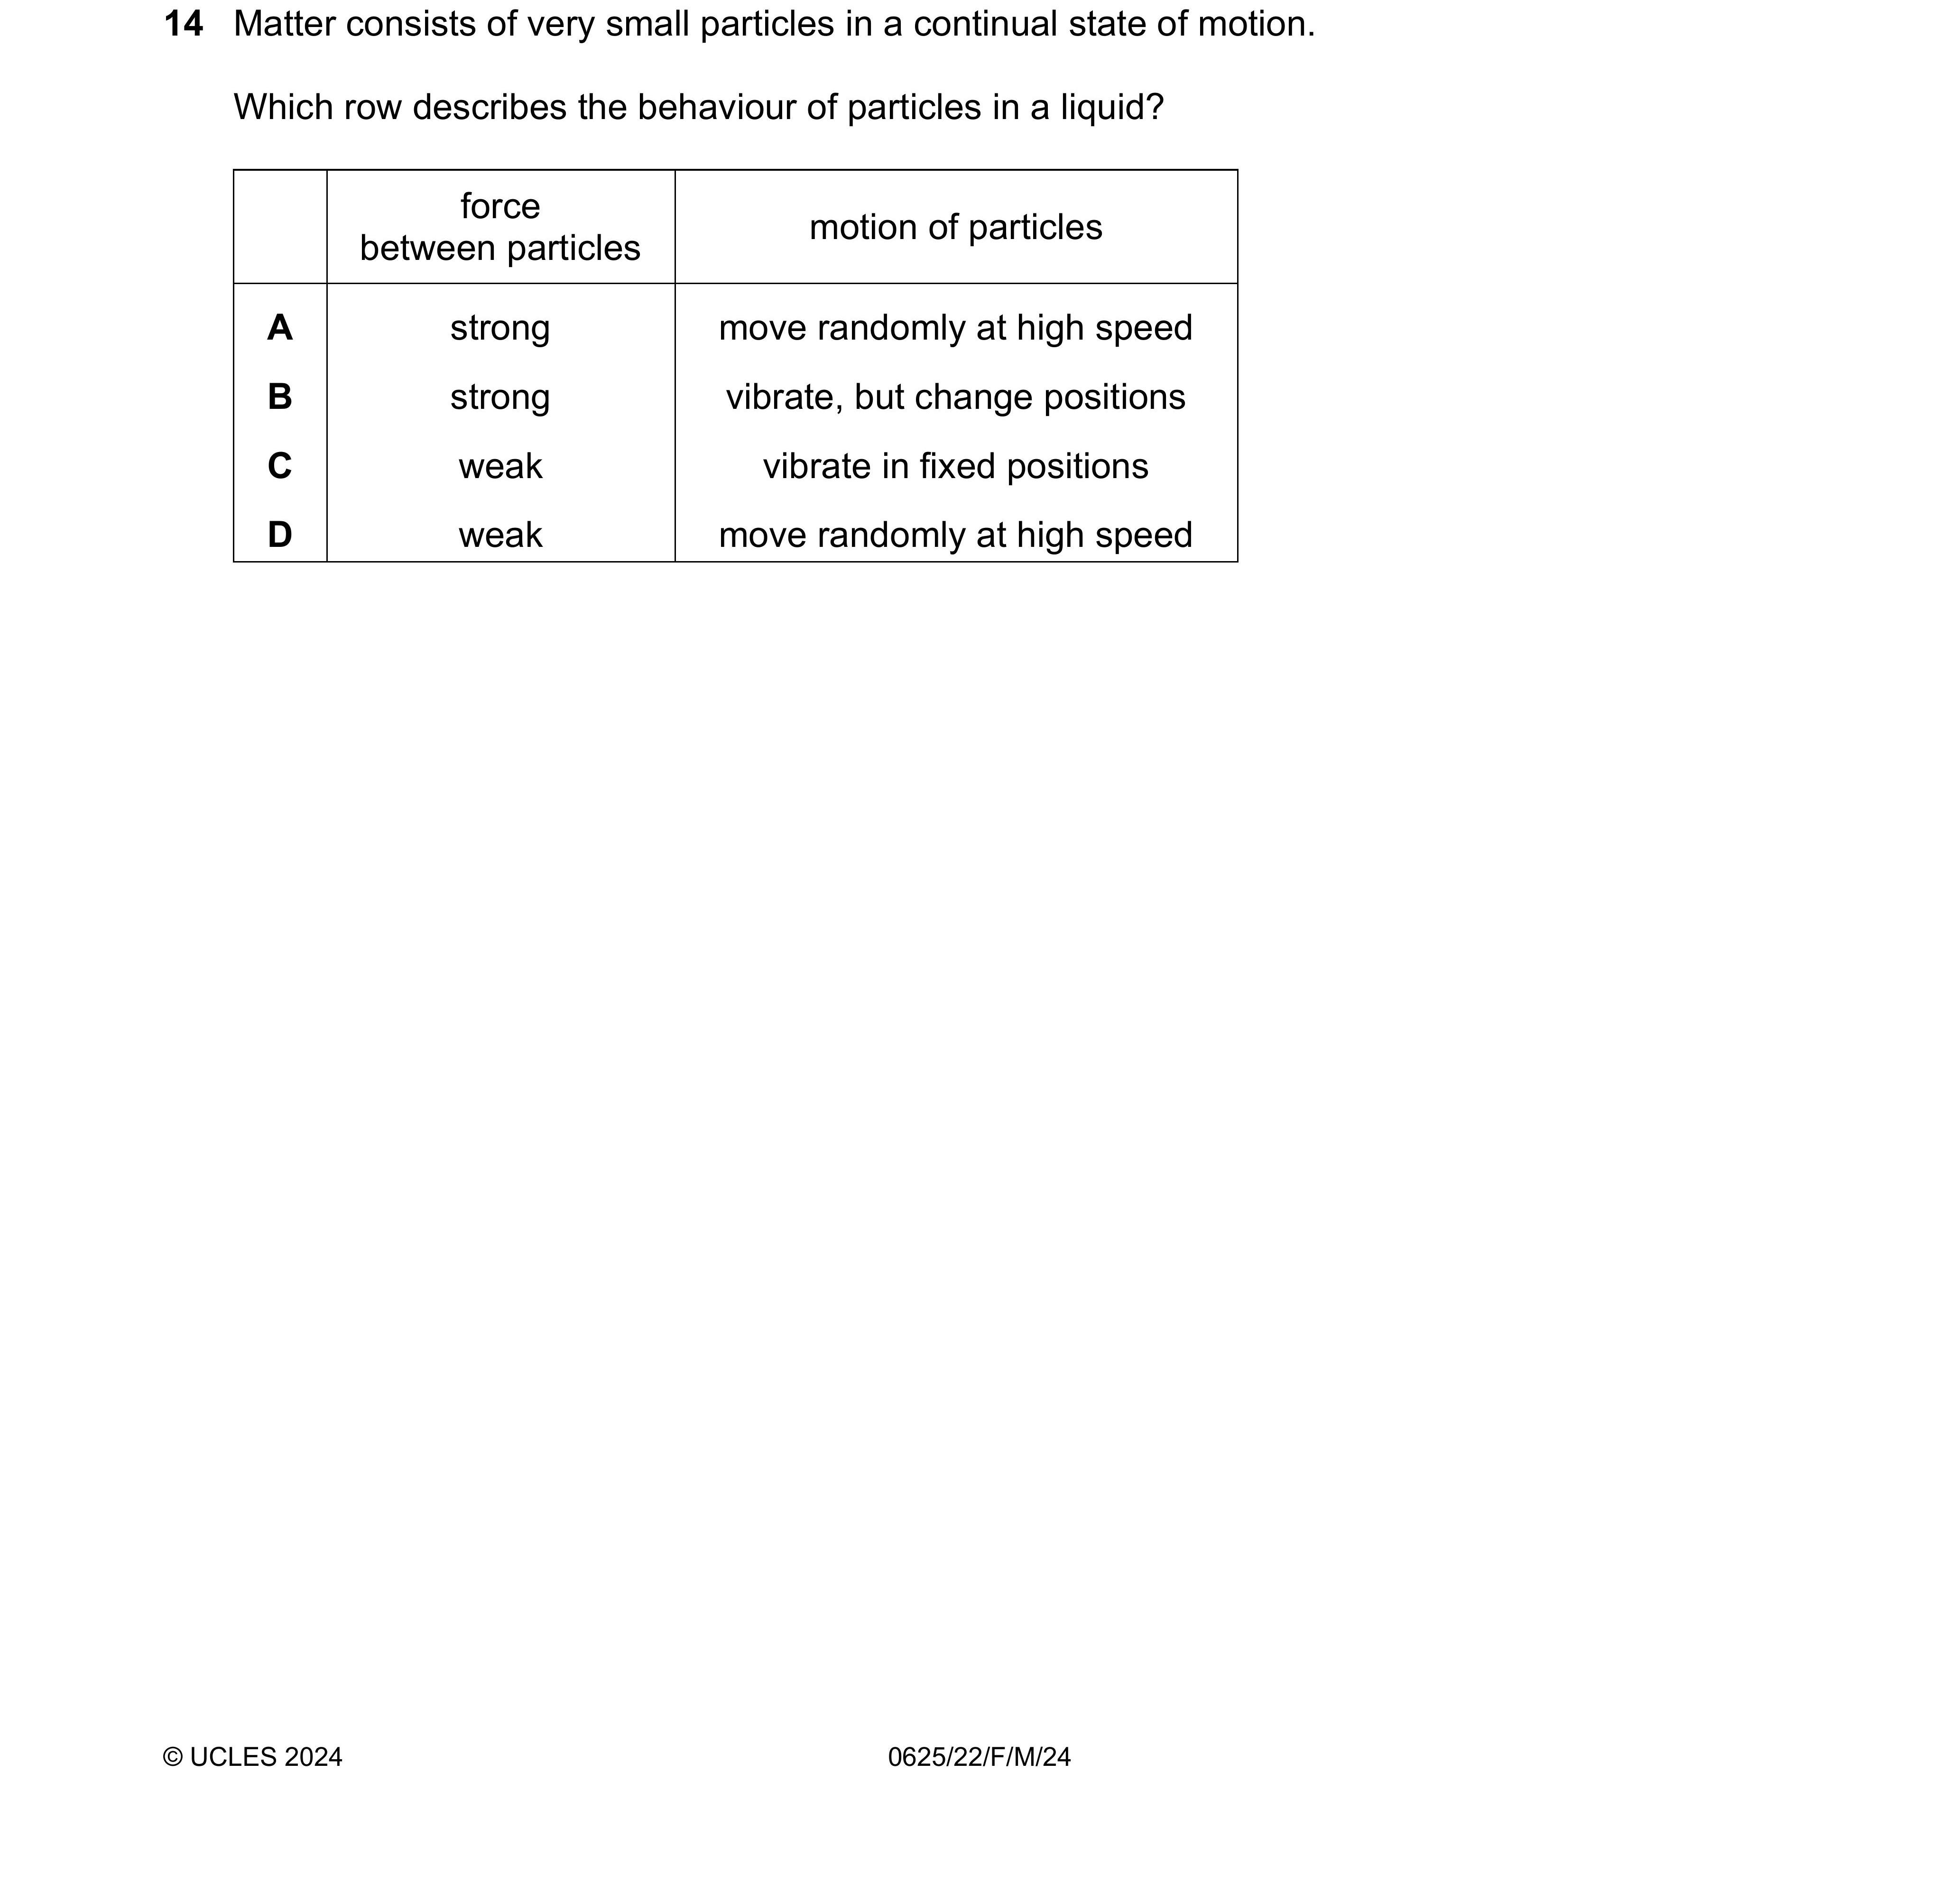 14 Matter consists of very small particles in a continual state of motion.
Which row describes the behaviour of particles in a liquid?
force
between particles
motion of particles
A strong move randomly at high speed
B strong vibrate, but change positions
C weak vibrate in fixed positions
D weak move randomly at high speed
© UCLES 2024 0625/22/F/M/24